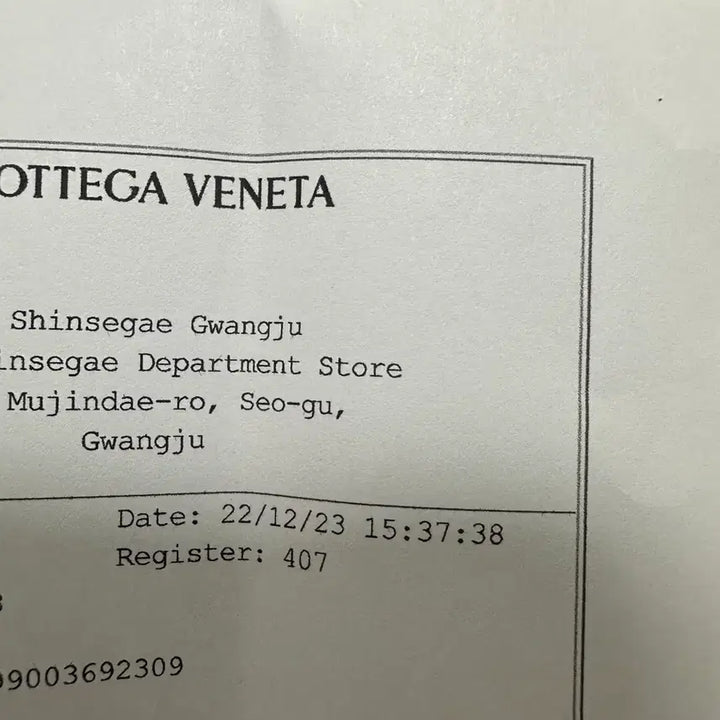 OTTEGA VENETA
Shinsegae Gwangju
insegae Department Store
Mujindae-ro, Seo-gu,
Gwangju
Date: 22/12/23 15:37:38
Register: 407
9003692309